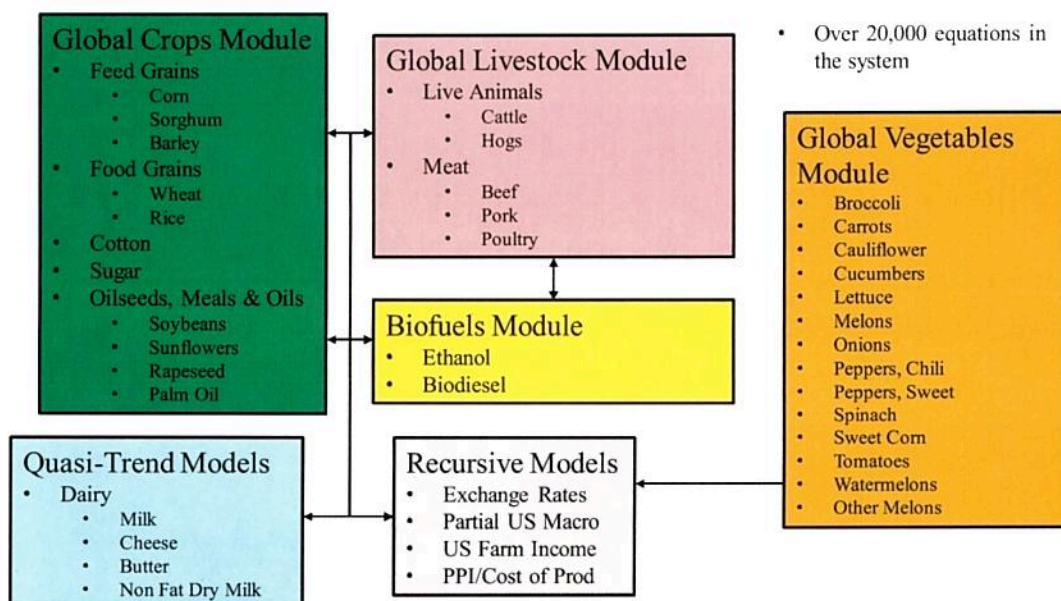 Global Crops Module
• Feed Grains
• Corn
• Sorghum
• Barley
• Food Grains
• Wheat
• Rice
• Cotton
• Sugar
• Oilseeds, Meals & Oils
• Soybeans
• Sunflowers
• Rapeseed
• Palm Oil
Global Livestock Module
• Live Animals
• Cattle
• Hogs
• Meat
• Beef
• Pork
• Poultry
Biofuels Module
• Ethanol
• Biodiesel
• Over 20,000 equations in
the system
Global Vegetables
Module
• Broccoli
• Carrots
• Cauliflower
• Cucumbers
• Lettuce
• Melons
• Onions
• Peppers, Chili
• Peppers, Sweet
• Spinach
• Sweet Corn
• Tomatoes
• Watermelons
• Other Melons
Quasi-Trend Models
• Dairy
• Milk
• Cheese
• Butter
• Non Fat Dry Milk
Recursive Models
• Exchange Rates
• Partial US Macro
• US Farm Income
• PPI/Cost of Prod